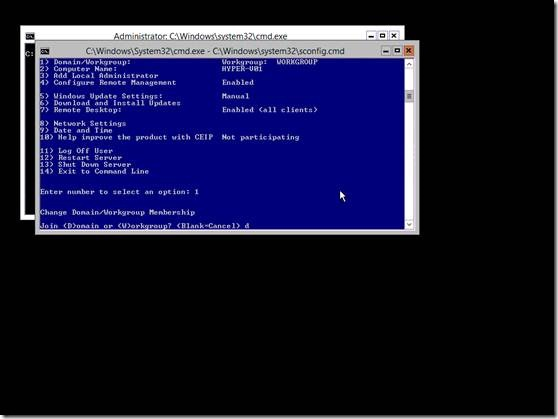 Administrator: C:\Windows\system32\cmd.exe
C:\Windows\System32\cmd.exe - C:\Windows\system32\sconfig.cmd
C:
1) Domain/Workgroup: Workgroup: WORKGROUP
2) Computer Name: HYPER-V01
3) Add Local Administrator
4) Configure Remote Management Enabled
5) Windows Update Settings: Manual
6) Download and Install Updates
7) Remote Desktop: Enabled (all clients)
8) Network Settings
9) Date and Time
10) Help improve the product with CEIP Not participating
11) Log Off User
12) Restart Server
13) Shut Down Server
14) Exit to Command Line
Enter number to select an option: 1
Change Domain/Workgroup Membership
Join (D)omain or (W)orkgroup? (Blank=Cancel) d